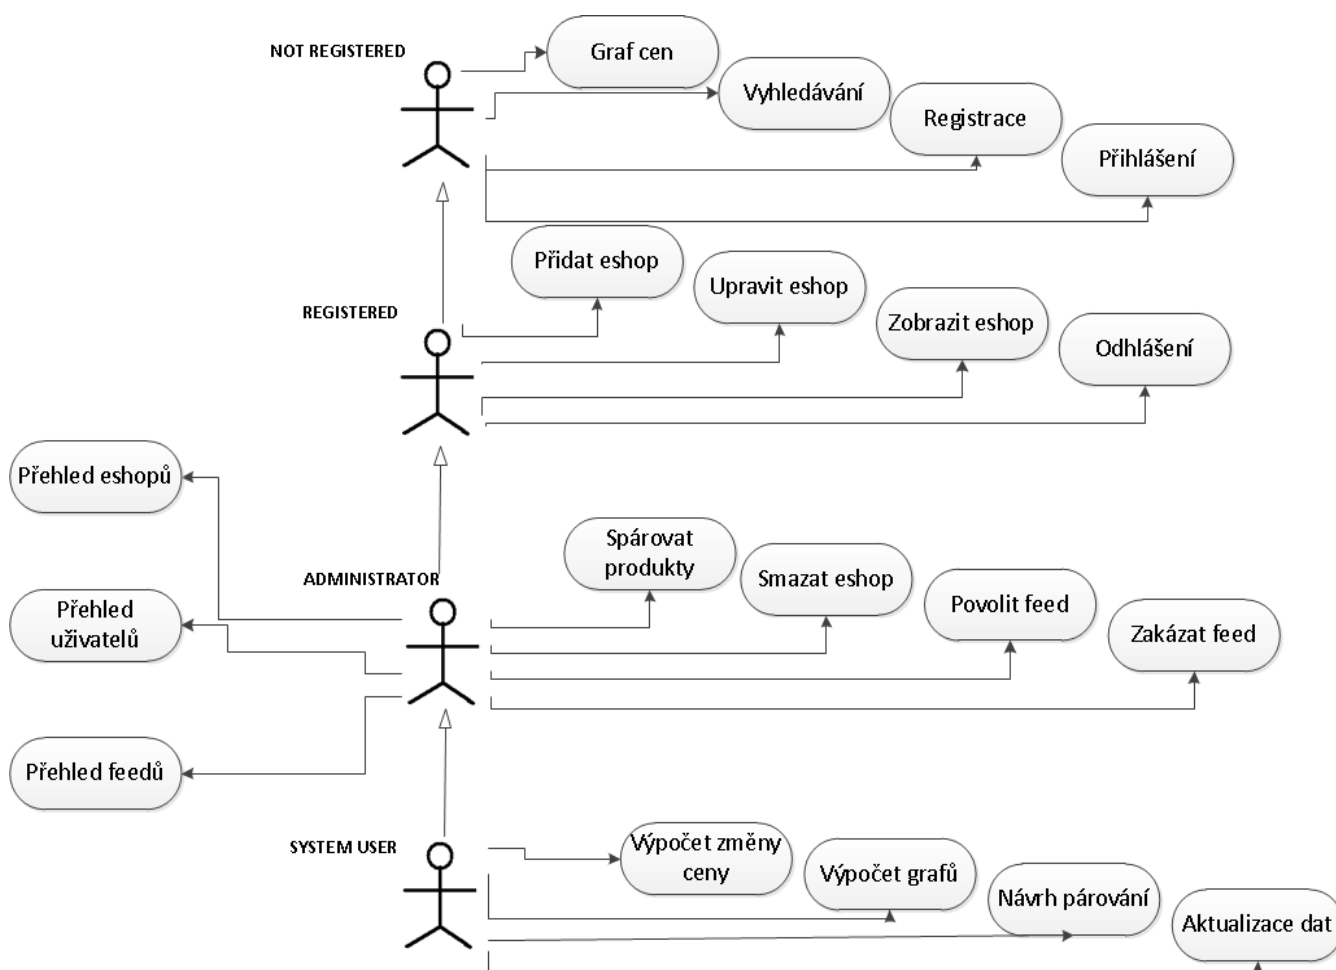 NOT REGISTERED
Graf cen
Vyhledávání
Registrace
Přihlášení
REGISTERED
Přidat eshop
Upravit eshop
Zobrazit eshop
Odhlášení
Přehled eshopů
ADMINISTRATOR
Spárovat
produkty
Smazat eshop
Povolit feed
Zakázat feed
Přehled
uživatelů
Přehled feedů
SYSTEM USER
Výpočet změny
ceny
Výpočet grafů
Návrh párování
Aktualizace dat